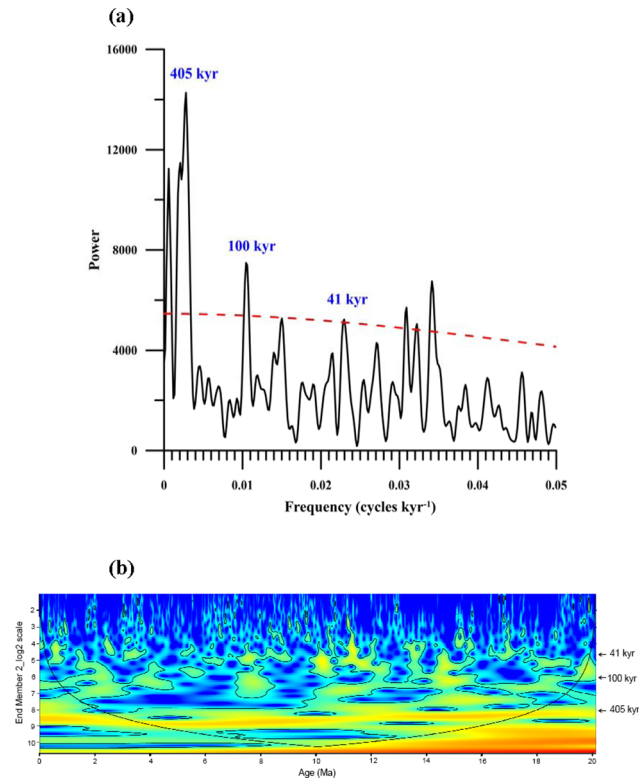 (a)
16000
12000
8000
4000
0
Power
405 kyr
100 kyr
41 kyr
0 0.01 0.02 0.03 0.04 0.05
Frequency (cycles kyr-1)
(b)
End Member 2_log2 scale
2
3
4
5
6
7
8
9
10
← 41 kyr
← 100 kyr
← 405 kyr
0 2 4 6 8 10 12 14 16 18 20
Age (Ma)